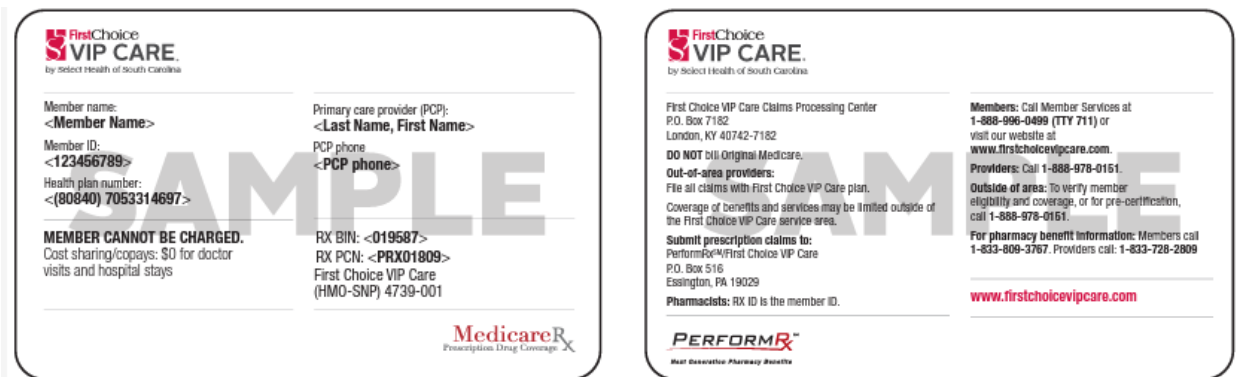 FirstChoice
VIP CARE.
by Select Health of South Carolina
Member name:
<Member Name>
Member ID:
<123456789>
Health plan number:
<(80840) 7053314697>
Primary care provider (PCP):
<Last Name, First Name>
PCP phone
<PCP phone>
SAMPLE
MEMBER CANNOT BE CHARGED.
Cost sharing/copays: $0 for doctor
visits and hospital stays
RX BIN: <019587>
RX PCN: <PRX01809>
First Choice VIP Care
(HMO-SNP) 4739-001
MedicareRx
Prescription Drug Coverage
FirstChoice
VIP CARE.
by Select Health of South Carolina
First Choice VIP Care Claims Processing Center
P.O. Box 7182
London, KY 40742-7182
DO NOT bill Original Medicare.
Out-of-area providers:
File all claims with First Choice VIP Care plan.
Coverage of benefits and services may be limited outside of
the First Choice VIP Care service area.
Submit prescription claims to:
PerformRx℠/First Choice VIP Care
P.O. Box 516
Essington, PA 19029
Pharmacists: RX ID is the member ID.
SAMPLE
Members: Call Member Services at
1-888-996-0499 (TTY 711) or
visit our website at
www.firstchoicevipcare.com.
Providers: Call 1-888-978-0151.
Outside of area: To verify member
eligibility and coverage, or for pre-certification,
call 1-888-978-0151.
For pharmacy benefit information: Members call
1-833-809-3767. Providers call: 1-833-728-2809
www.firstchoicevipcare.com
PERFORMRx™
Next Generation Pharmacy Benefits